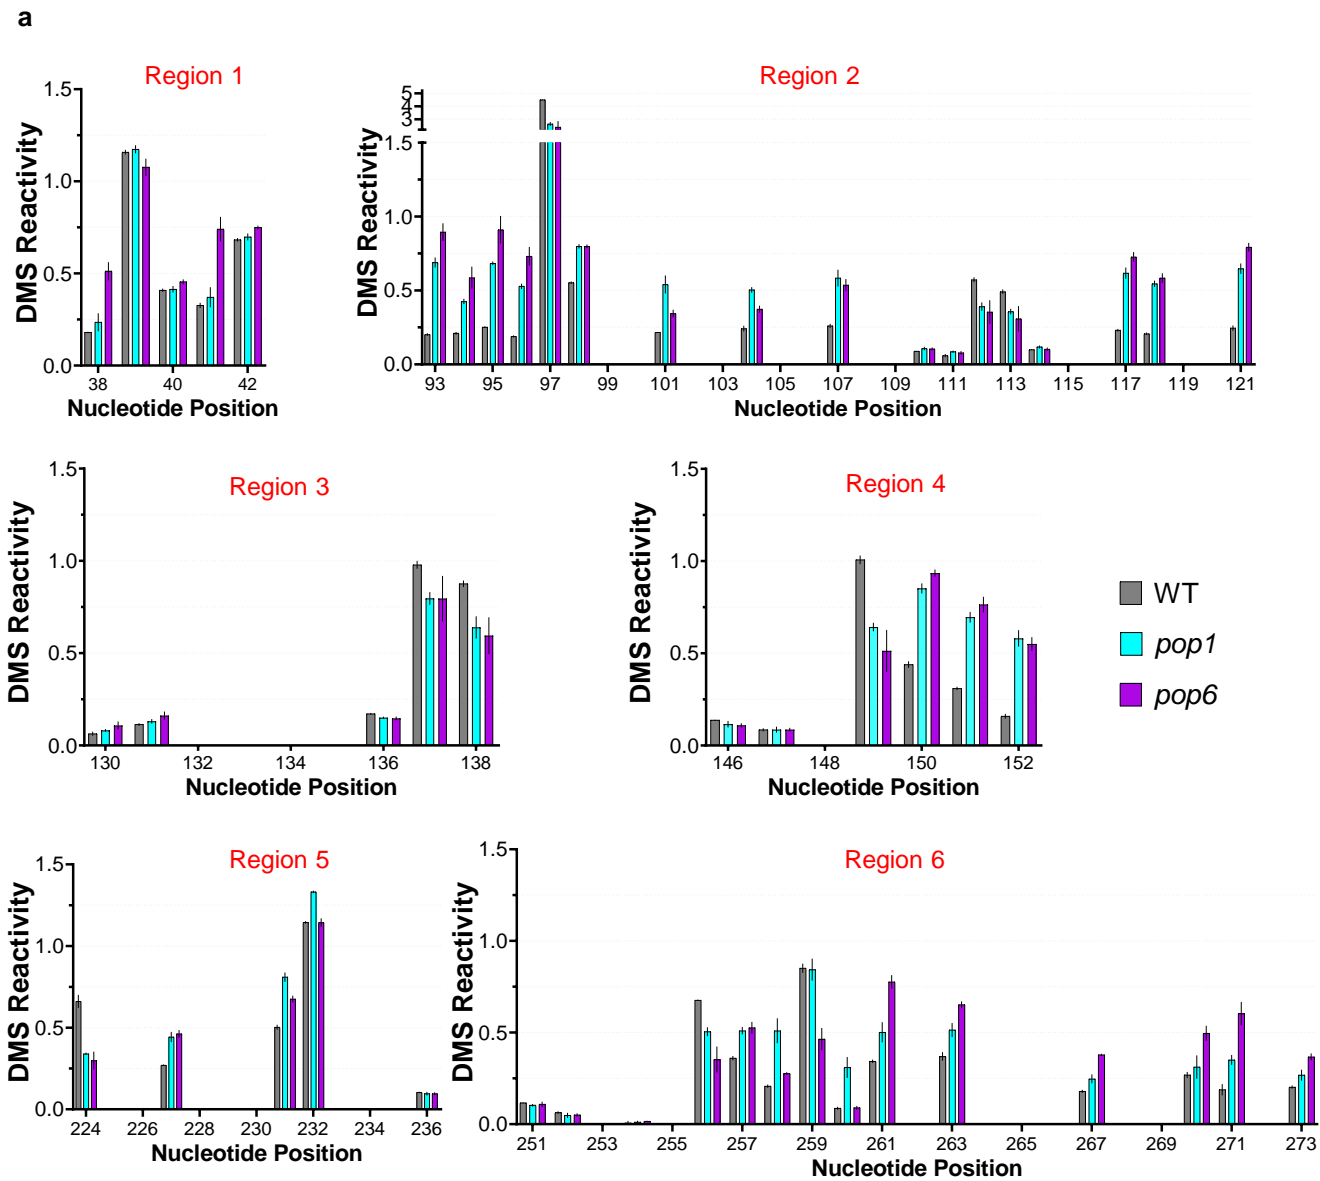 a
Region 1
DMS Reactivity
1.5
1.0
0.5
0.0
38 40 42
Nucleotide Position
Region 2
DMS Reactivity
5
4
3
1.5
1.0
0.5
0.0
93 95 97 99 101 103 105 107 109 111 113 115 117 119 121
Nucleotide Position
Region 3
DMS Reactivity
1.5
1.0
0.5
0.0
130 132 134 136 138
Nucleotide Position
Region 4
DMS Reactivity
1.5
1.0
0.5
0.0
146 148 150 152
Nucleotide Position
WT
pop1
pop6
Region 5
DMS Reactivity
1.5
1.0
0.5
0.0
224 226 228 230 232 234 236
Nucleotide Position
Region 6
DMS Reactivity
1.5
1.0
0.5
0.0
251 253 255 257 259 261 263 265 267 269 271 273
Nucleotide Position